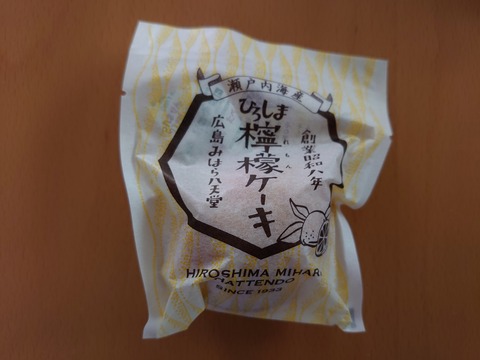 瀬戸内海産
創業昭和八年
ひろしま
檸檬ケーキ
れもん
広島みはら八天堂
HIROSHIMA MIHARA
HATTENDO
SINCE 1933